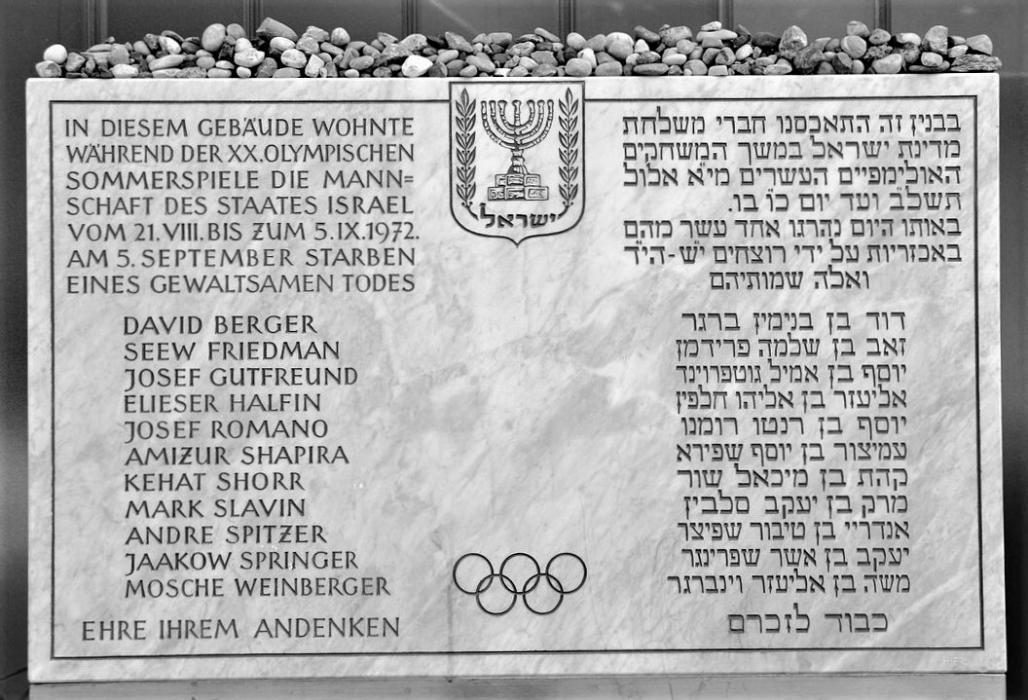 IN DIESEM GEBÄUDE WOHNTE
WÄHREND DER XX.OLYMPISCHEN
SOMMERSPIELE DIE MANN=
SCHAFT DES STAATES ISRAEL
VOM 21.VIII.BIS ZUM 5.IX.1972.
AM 5.SEPTEMBER STARBEN
EINES GEWALTSAMEN TODES
DAVID BERGER
SEEW FRIEDMAN
JOSEF GUTFREUND
ELIESER HALFIN
JOSEF ROMANO
AMIZUR SHAPIRA
KEHAT SHORR
MARK SLAVIN
ANDRE SPITZER
JAAKOW SPRINGER
MOSCHE WEINBERGER
EHRE IHREM ANDENKEN
ישראל
בבנין זה התאכסנו חברי משלחת
מדינת ישראל במשך המשחקים
האולימפיים העשרים מי״א אלול
תשל״ב ועד יום כ״ו בו.
באותו היום נהרגו אחד עשר מהם
באכזריות על ידי רוצחים י״ש-הי״ד
ואלה שמותיהם
דוד בן בנימין ברגר
זאב בן שלמה פרידמן
יוסף בן אמיל גוטפרוינד
אליעזר בן אליהו חלפין
יוסף בן רנטו רומנו
עמיצור בן יוסף שפירא
קהת בן מיכאל שור
מרק בן יעקב סלבין
אנדריי בן טיבור שפיצר
יעקב בן אשר שפרינגר
משה בן אליעזר וינברגר
כבוד לזכרם